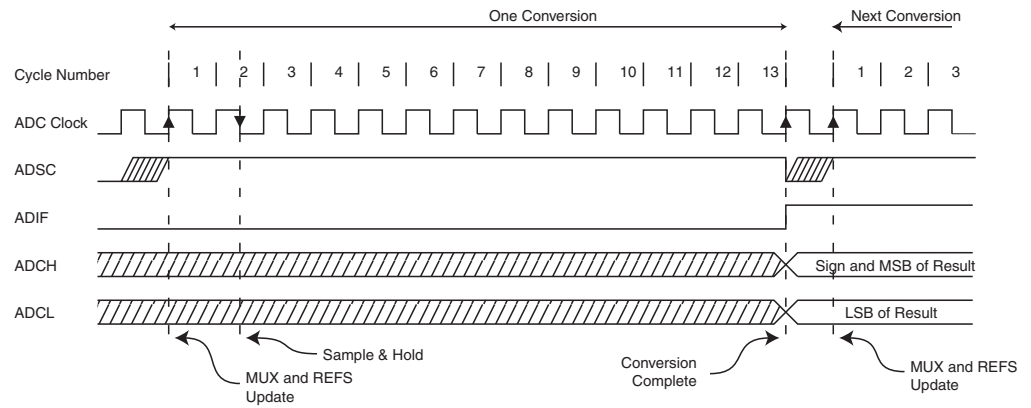 One Conversion
Next Conversion
Cycle Number 1 2 3 4 5 6 7 8 9 10 11 12 13 1 2 3
ADC Clock
ADSC
ADIF
ADCH
Sign and MSB of Result
ADCL
LSB of Result
MUX and REFS
Update
Sample & Hold
Conversion
Complete
MUX and REFS
Update